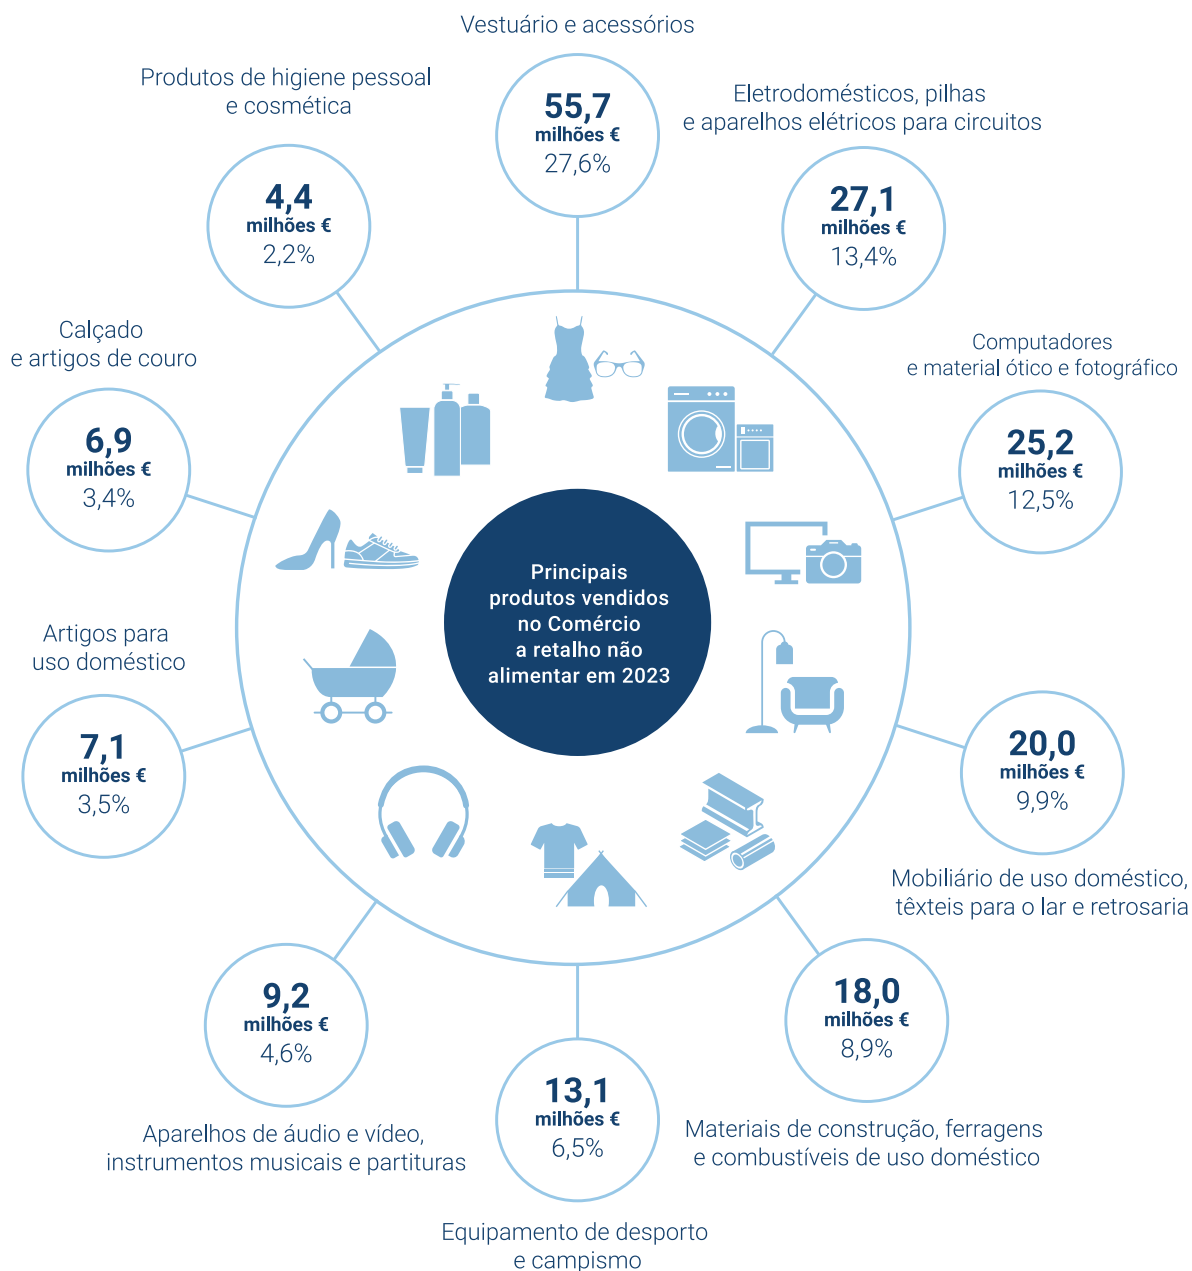 Vestuário e acessórios
55,7
milhões €
27,6%
Eletrodomésticos, pilhas
e aparelhos elétricos para circuitos
27,1
milhões €
13,4%
Computadores
e material ótico e fotográfico
25,2
milhões €
12,5%
20,0
milhões €
9,9%
Mobiliário de uso doméstico,
têxteis para o lar e retrosaria
18,0
milhões €
8,9%
Materiais de construção, ferragens
e combustíveis de uso doméstico
13,1
milhões €
6,5%
Equipamento de desporto
e campismo
9,2
milhões €
4,6%
Aparelhos de áudio e vídeo,
instrumentos musicais e partituras
Artigos para
uso doméstico
7,1
milhões €
3,5%
Calçado
e artigos de couro
6,9
milhões €
3,4%
Produtos de higiene pessoal
e cosmética
4,4
milhões €
2,2%
Principais
produtos vendidos
no Comércio
a retalho não
alimentar em 2023